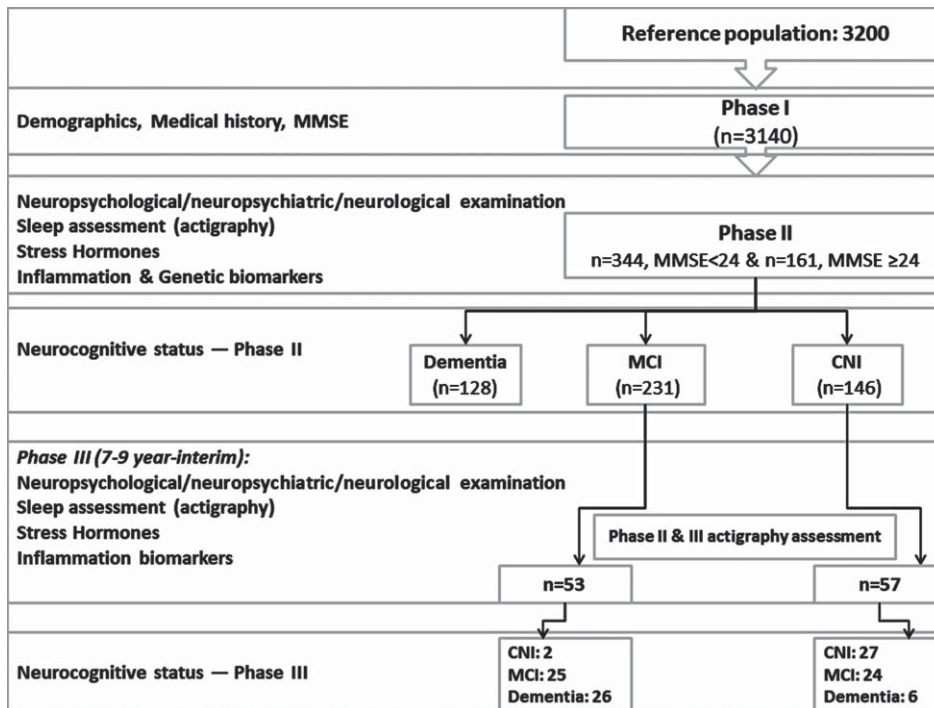 Reference population: 3200
Demographics, Medical history, MMSE
Phase I
(n=3140)
Neuropsychological/neuropsychiatric/neurological examination
Sleep assessment (actigraphy)
Stress Hormones
Inflammation & Genetic biomarkers
Phase II
n=344, MMSE<24 & n=161, MMSE ≥24
Neurocognitive status — Phase II
Dementia
(n=128)
MCI
(n=231)
CNI
(n=146)
Phase III (7-9 year-interim):
Neuropsychological/neuropsychiatric/neurological examination
Sleep assessment (actigraphy)
Stress Hormones
Inflammation biomarkers
Phase II & III actigraphy assessment
n=53
n=57
Neurocognitive status — Phase III
CNI: 2
MCI: 25
Dementia: 26
CNI: 27
MCI: 24
Dementia: 6